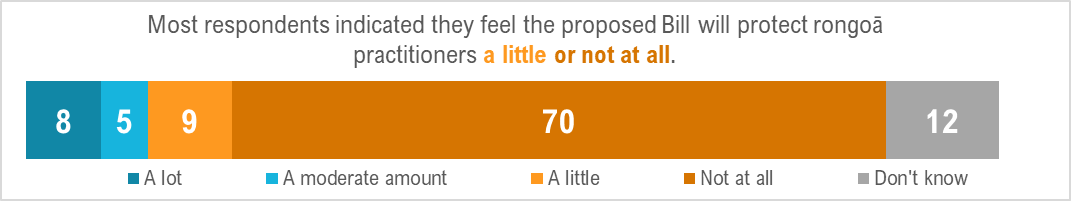 Most respondents indicated they feel the proposed Bill will protect rongoā
practitioners a little or not at all.
8 5 9 70 12
A lot A moderate amount A little Not at all Don't know